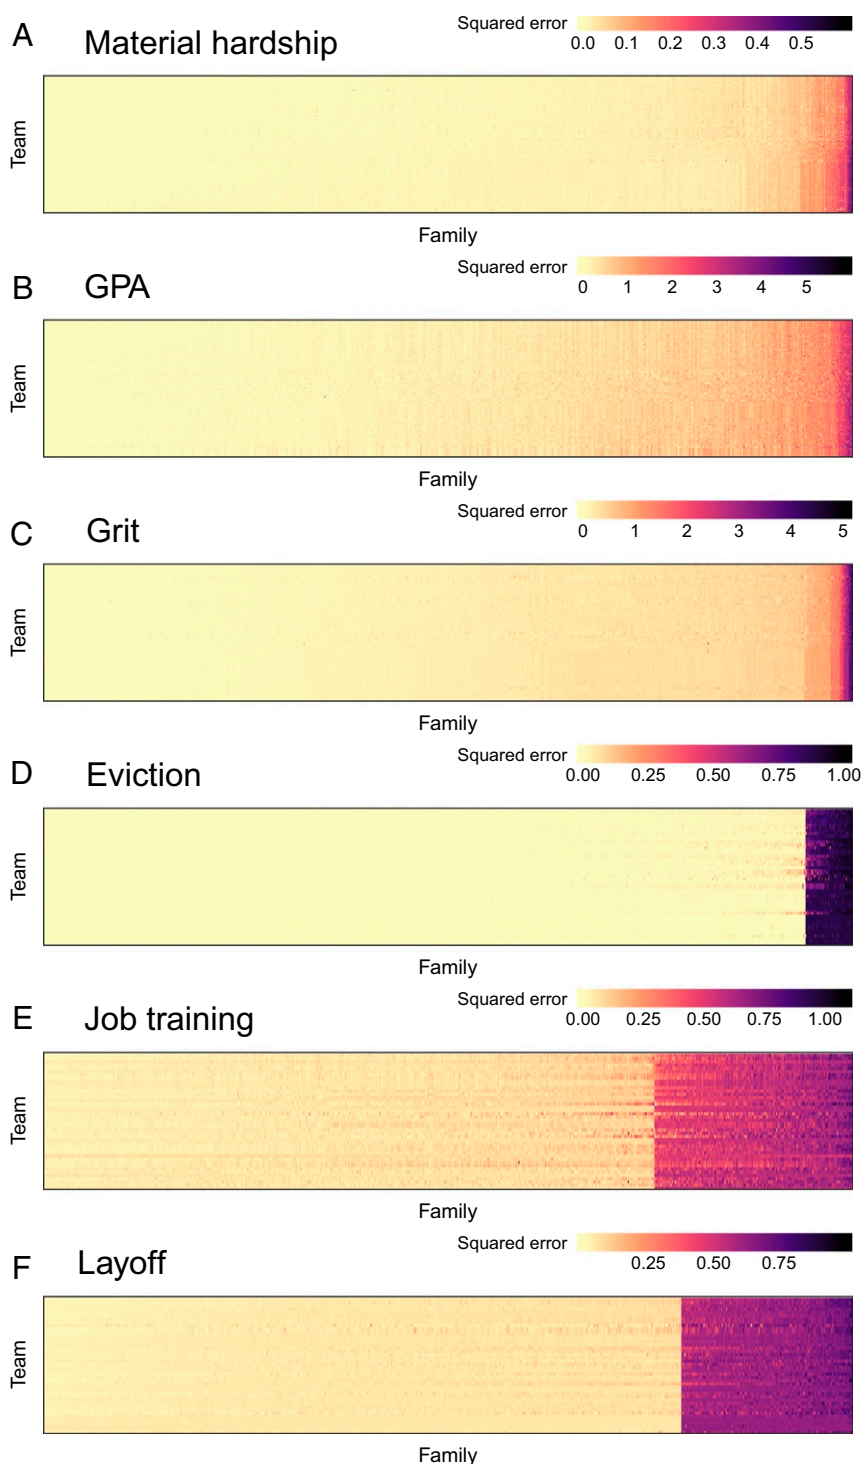 A
Material hardship
Squared error
0.0 0.1 0.2 0.3 0.4 0.5
Team
Family
B
GPA
Squared error
0 1 2 3 4 5
Team
Family
C
Grit
Squared error
0 1 2 3 4 5
Team
Family
D
Eviction
Squared error
0.00 0.25 0.50 0.75 1.00
Team
Family
E
Job training
Squared error
0.00 0.25 0.50 0.75 1.00
Team
Family
F
Layoff
Squared error
0.25 0.50 0.75
Team
Family